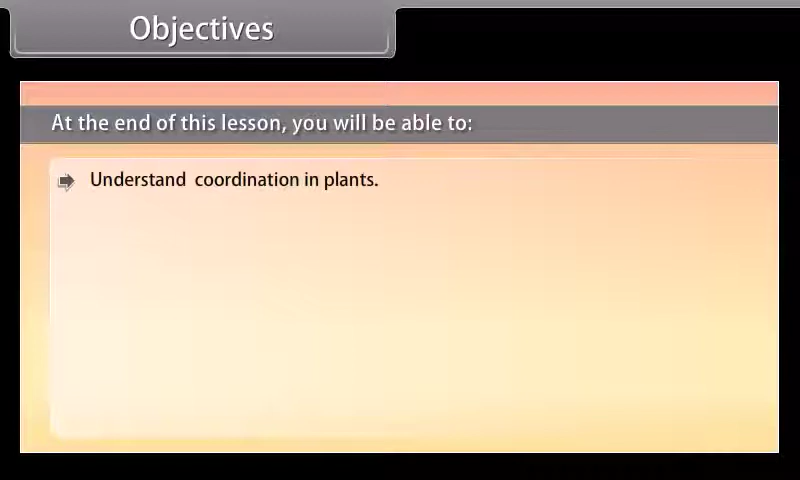 Objectives
At the end of this lesson, you will be able to:
Understand coordination in plants.